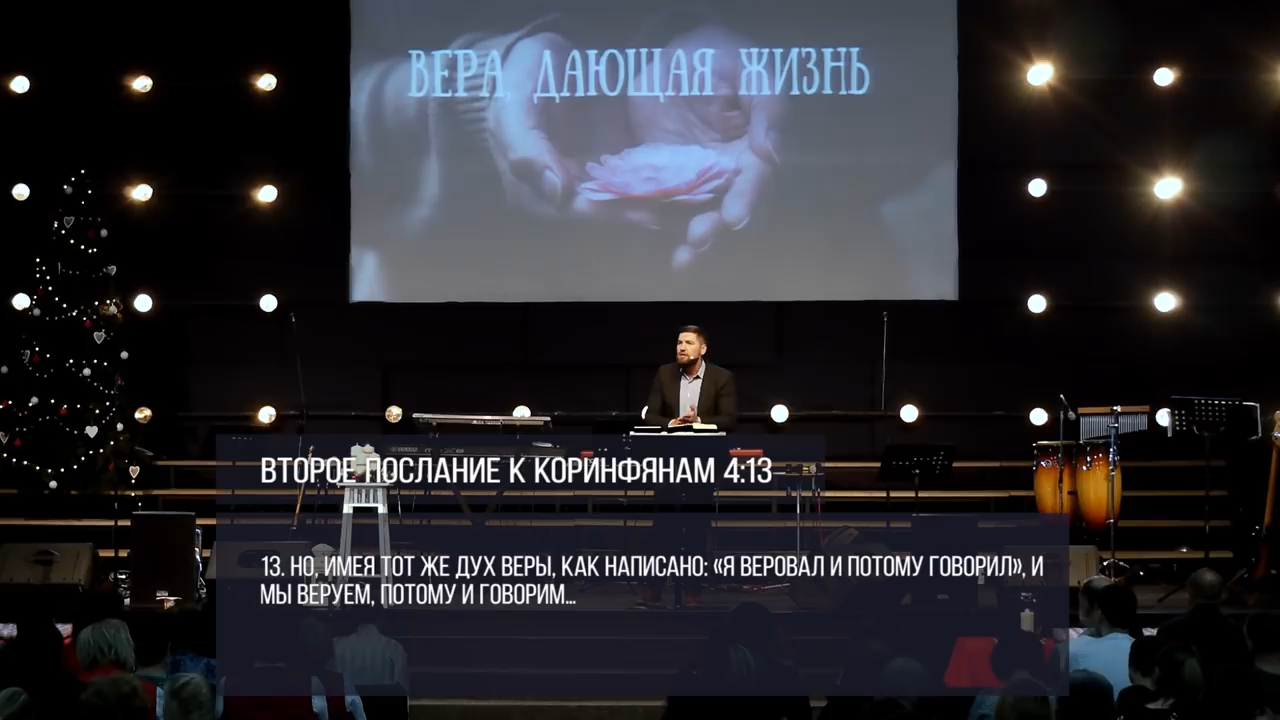 ВЕРА, ДАЮЩАЯ ЖИЗНЬ
ВТОРОЕ ПОСЛАНИЕ К КОРИНФЯНАМ 4:13
13. НО, ИМЕЯ ТОТ ЖЕ ДУХ ВЕРЫ, КАК НАПИСАНО: «Я ВЕРОВАЛ И ПОТОМУ ГОВОРИЛ», И
МЫ ВЕРУЕМ, ПОТОМУ И ГОВОРИМ...